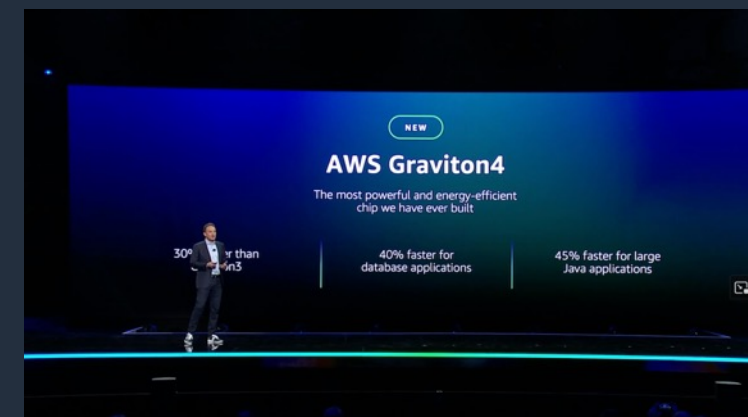 NEW
AWS Graviton4
The most powerful and energy-efficient
chip we have ever built
than
40% faster for
database applications
45% faster for large
Java applications